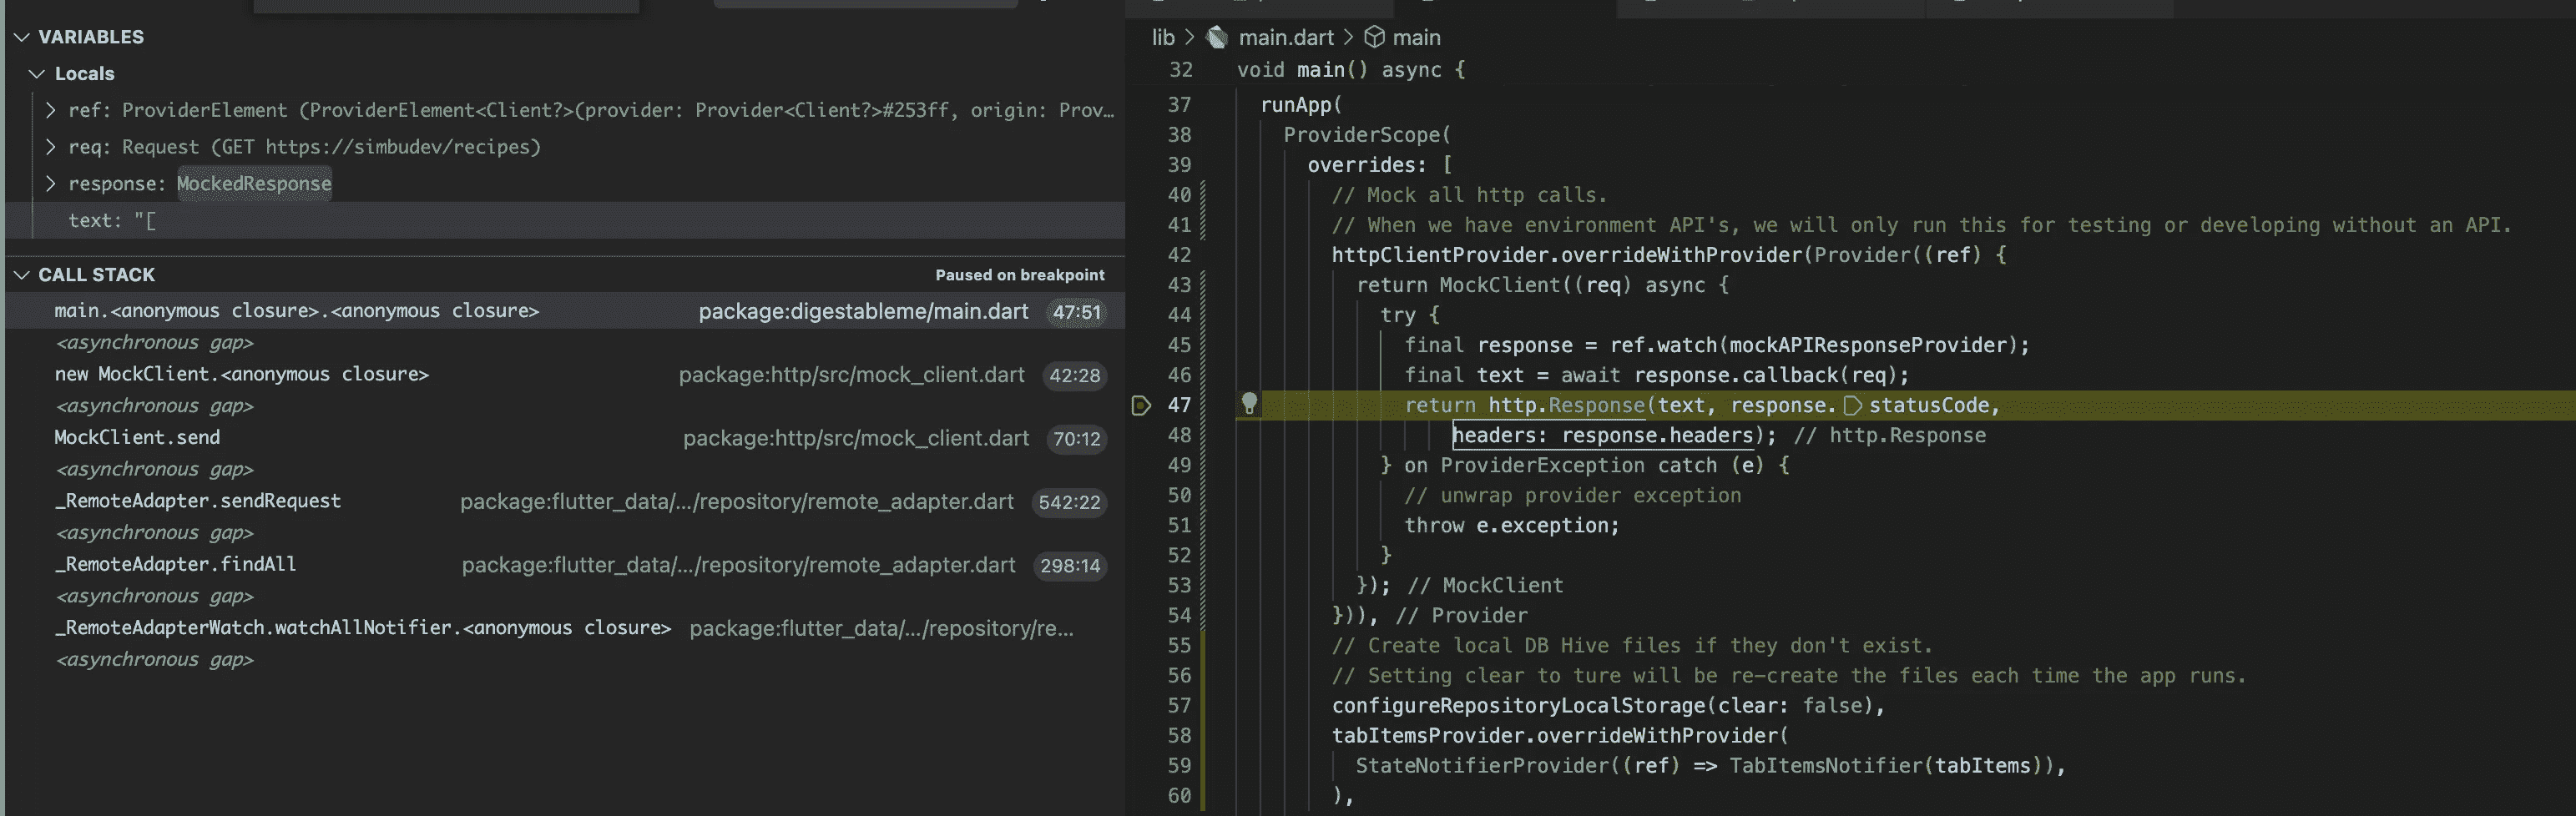 VARIABLES
Locals
ref: ProviderElement (ProviderElement<Client?>(provider: Provider<Client?>#253ff, origin: Prov…
req: Request (GET https://simbudev/recipes)
response: MockedResponse
text: "[
CALL STACK
Paused on breakpoint
main.<anonymous closure>.<anonymous closure> package:digestableme/main.dart 47:51
<asynchronous gap>
new MockClient.<anonymous closure> package:http/src/mock_client.dart 42:28
<asynchronous gap>
MockClient.send package:http/src/mock_client.dart 70:12
<asynchronous gap>
_RemoteAdapter.sendRequest package:flutter_data/.../repository/remote_adapter.dart 542:22
<asynchronous gap>
_RemoteAdapter.findAll package:flutter_data/.../repository/remote_adapter.dart 298:14
<asynchronous gap>
_RemoteAdapterWatch.watchAllNotifier.<anonymous closure> package:flutter_data/.../repository/re...
<asynchronous gap>
lib > main.dart > main
32 void main() async {
37 runApp(
38 ProviderScope(
39 overrides: [
40 // Mock all http calls.
41 // When we have environment API's, we will only run this for testing or developing without an API.
42 httpClientProvider.overrideWithProvider(Provider((ref) {
43 return MockClient((req) async {
44 try {
45 final response = ref.watch(mockAPIResponseProvider);
46 final text = await response.callback(req);
47 return http.Response(text, response.statusCode,
48 headers: response.headers); // http.Response
49 } on ProviderException catch (e) {
50 // unwrap provider exception
51 throw e.exception;
52 }
53 }); // MockClient
54 })), // Provider
55 // Create local DB Hive files if they don't exist.
56 // Setting clear to ture will be re-create the files each time the app runs.
57 configureRepositoryLocalStorage(clear: false),
58 tabItemsProvider.overrideWithProvider(
59 StateNotifierProvider((ref) => TabItemsNotifier(tabItems)),
60 ),